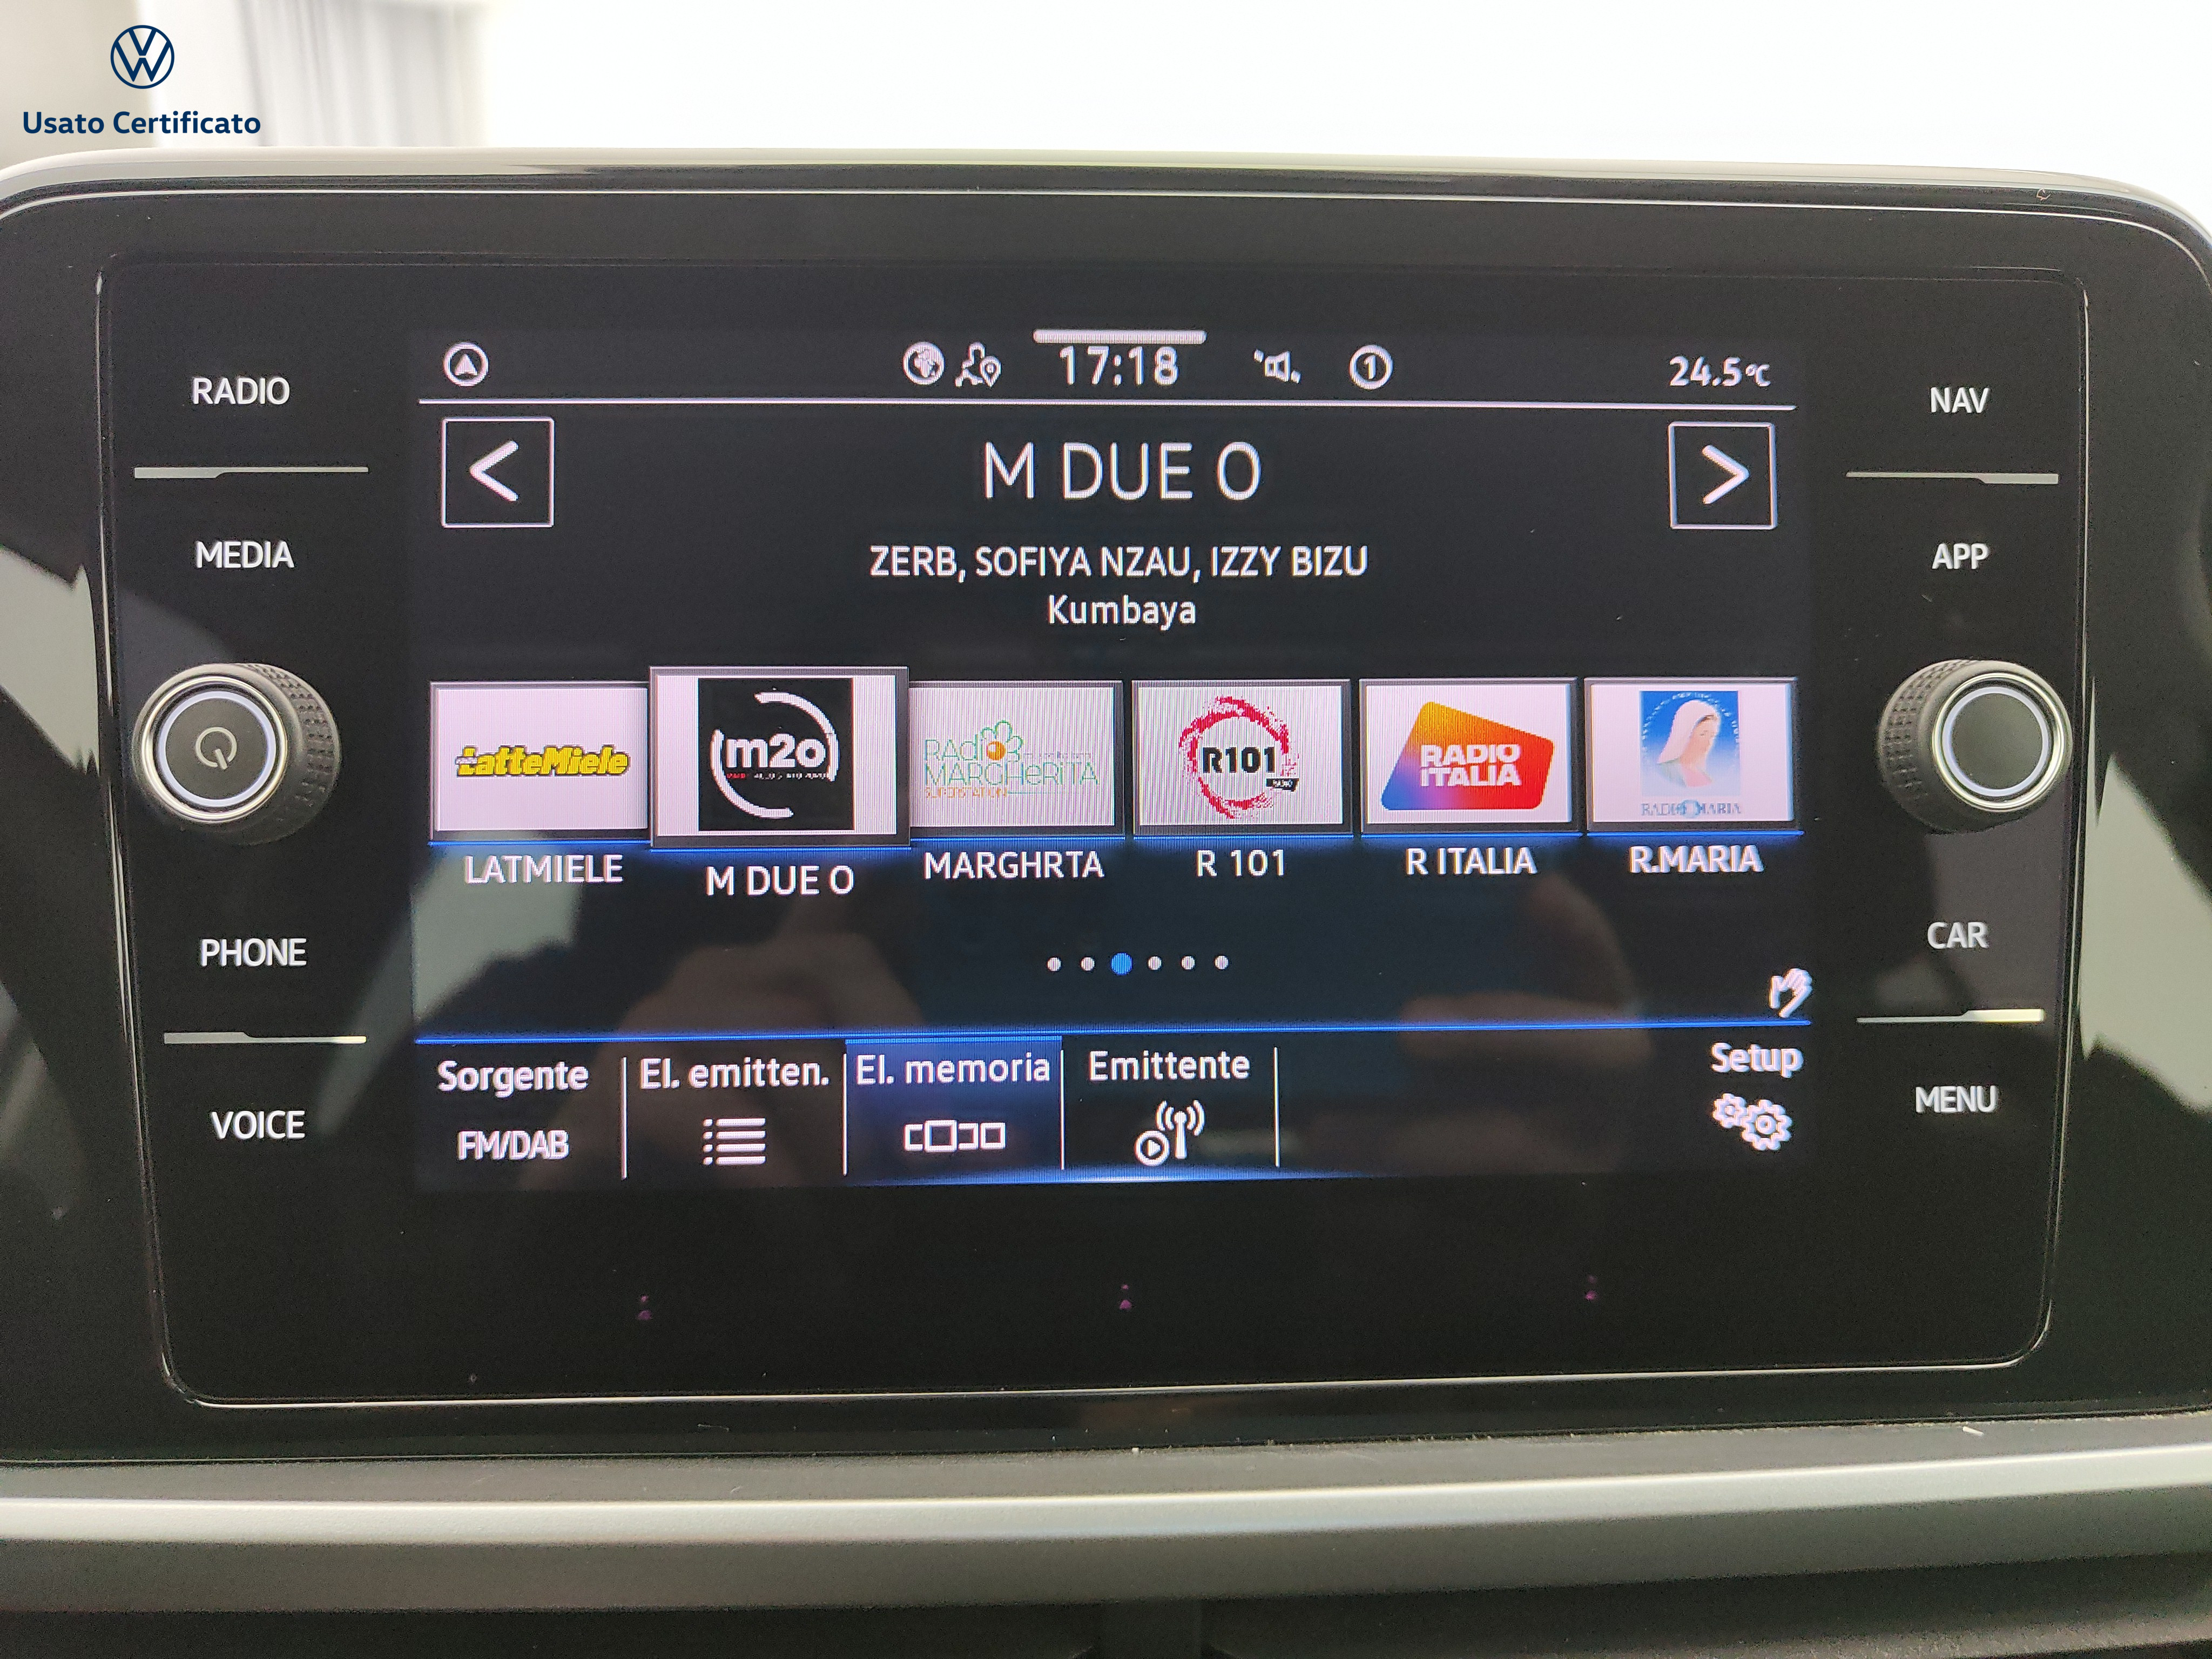 Usato Certificato
RADIO
MEDIA
PHONE
VOICE
NAV
APP
CAR
MENU
17:18
1
24.5°C
<
M DUE O
>
ZERB, SOFIYA NZAU, IZZY BIZU
Kumbaya
LatteMiele
m2o
RAdIO
MARGHeRITA
SUPERSTATION
R101
RADIO
ITALIA
RADIO MARIA
LATMIELE
M DUE O
MARGHRTA
R 101
R ITALIA
R.MARIA
Sorgente
FM/DAB
El. emitten.
El. memoria
Emittente
Setup